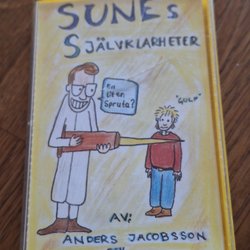 SUNEs
SJÄLVKLARHETER
En
liten
Spruta?
"GULP"
AV:
ANDERS JACOBSSON